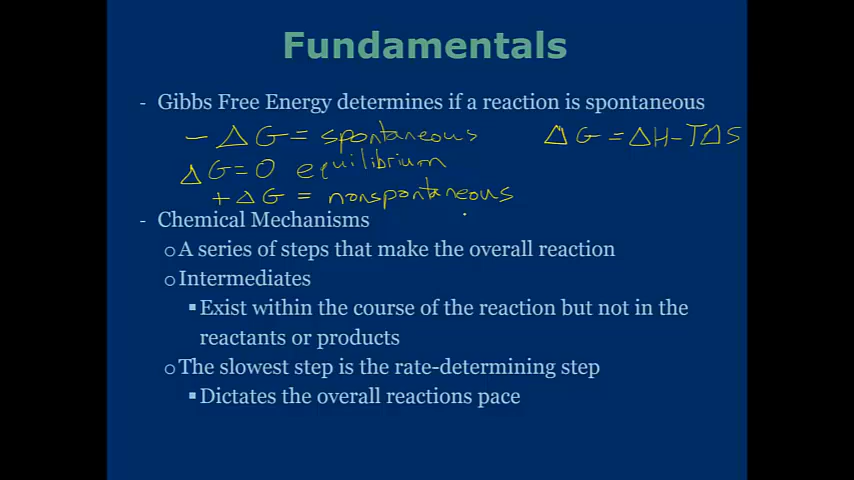 Fundamentals
- Gibbs Free Energy determines if a reaction is spontaneous
- ΔG = spontaneous ΔG = ΔH - TΔS
ΔG = 0 equilibrium
+ ΔG = nonspontaneous
- Chemical Mechanisms
o A series of steps that make the overall reaction
o Intermediates
▪ Exist within the course of the reaction but not in the
reactants or products
o The slowest step is the rate-determining step
▪ Dictates the overall reactions pace